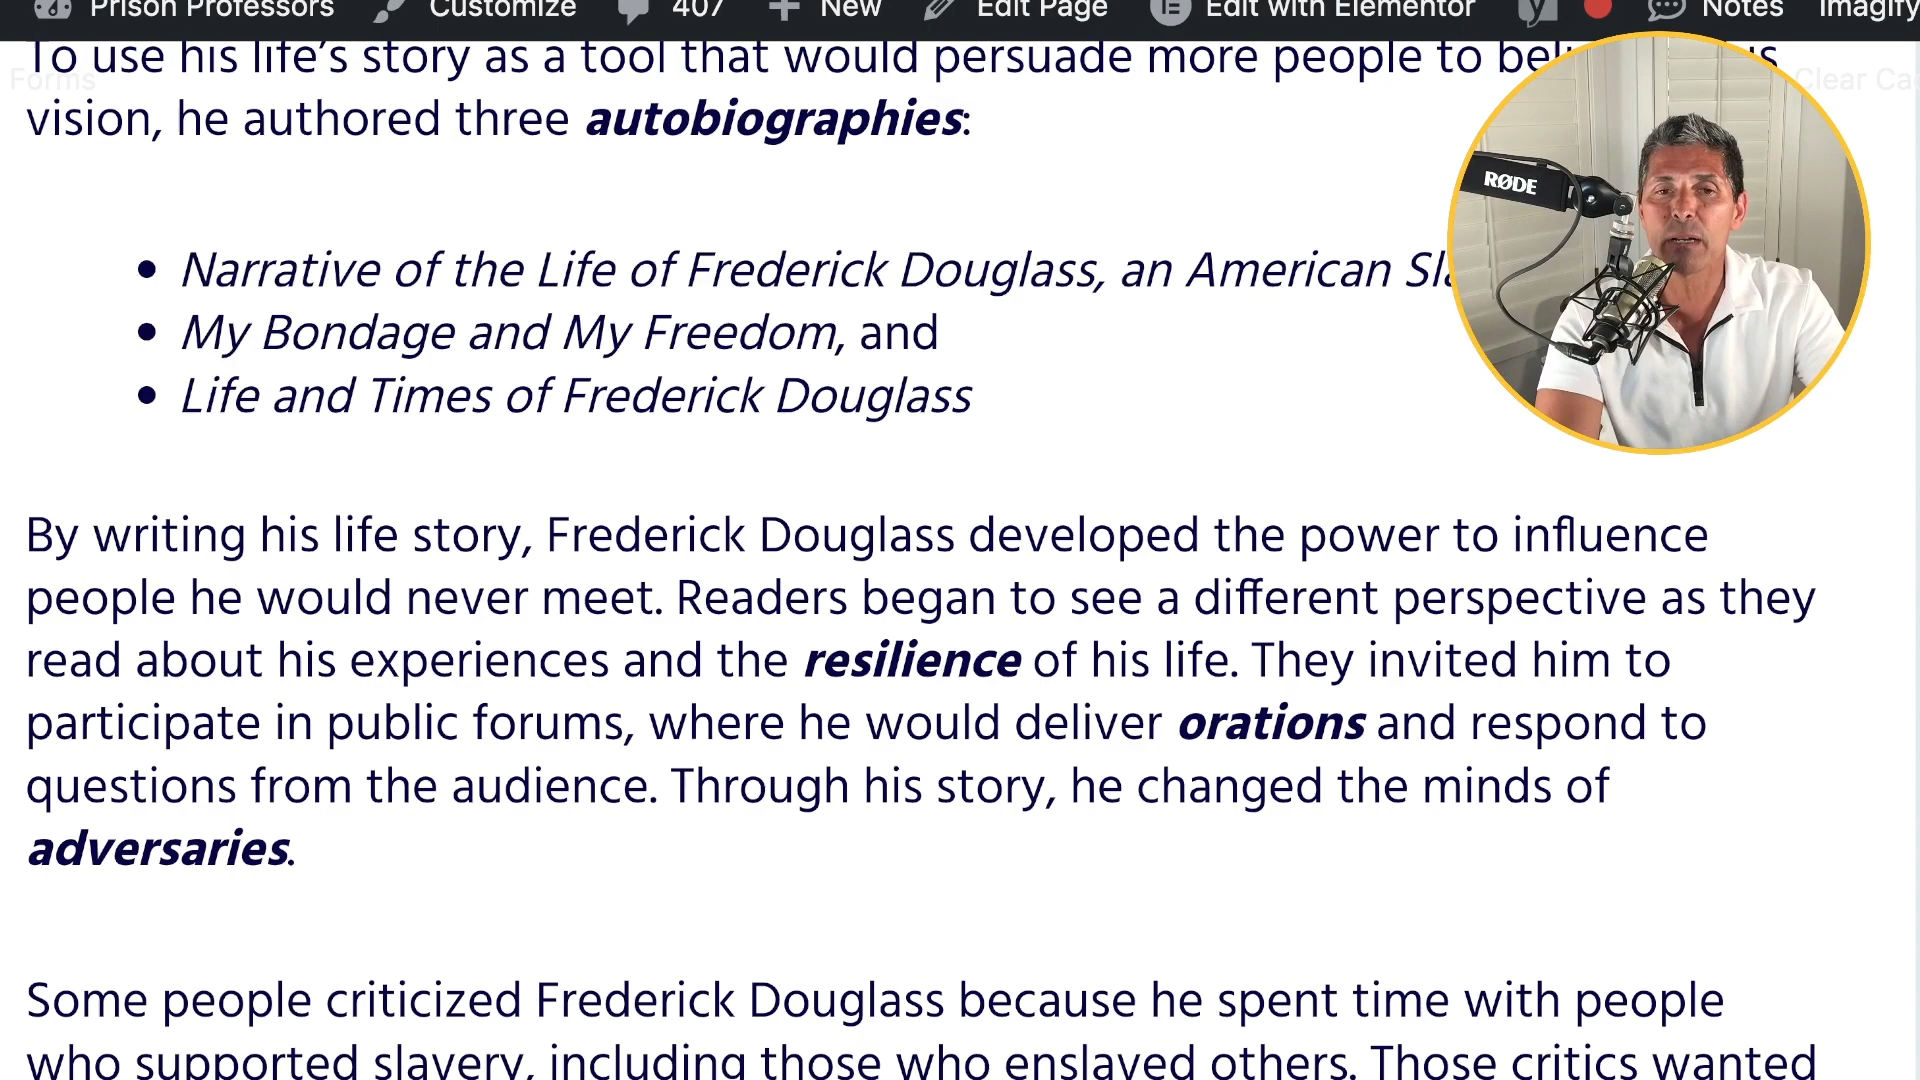 Prison Professors Customize 407 New Edit Page Edit with Elementor Notes Imagify
Forms Clear
To use his life's story as a tool that would persuade more people to
vision, he authored three autobiographies:
RØDE
• Narrative of the Life of Frederick Douglass, an American
• My Bondage and My Freedom, and
• Life and Times of Frederick Douglass
By writing his life story, Frederick Douglass developed the power to influence
people he would never meet. Readers began to see a different perspective as they
read about his experiences and the resilience of his life. They invited him to
participate in public forums, where he would deliver orations and respond to
questions from the audience. Through his story, he changed the minds of
adversaries.
Some people criticized Frederick Douglass because he spent time with people
who supported slavery, including those who enslaved others. Those critics wanted